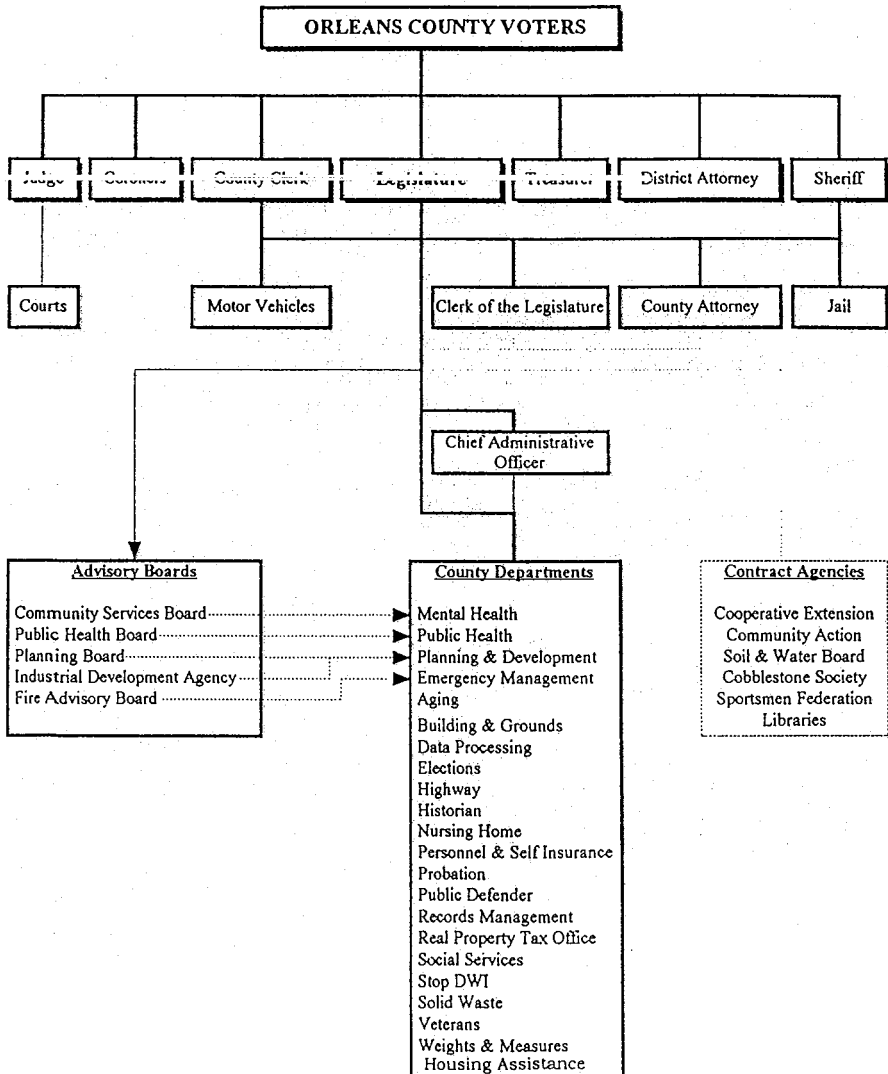 ORLEANS COUNTY VOTERS
Judge
Coroners
County Clerk
Legislature
Treasurer
District Attorney
Sheriff
Courts
Motor Vehicles
Clerk of the Legislature
County Attorney
Jail
Chief Administrative
Officer
Advisory Boards
Community Services Board
Public Health Board
Planning Board
Industrial Development Agency
Fire Advisory Board
County Departments
Mental Health
Public Health
Planning & Development
Emergency Management
Aging
Building & Grounds
Data Processing
Elections
Highway
Historian
Nursing Home
Personnel & Self Insurance
Probation
Public Defender
Records Management
Real Property Tax Office
Social Services
Stop DWI
Solid Waste
Veterans
Weights & Measures
Housing Assistance
Contract Agencies
Cooperative Extension
Community Action
Soil & Water Board
Cobblestone Society
Sportsmen Federation
Libraries